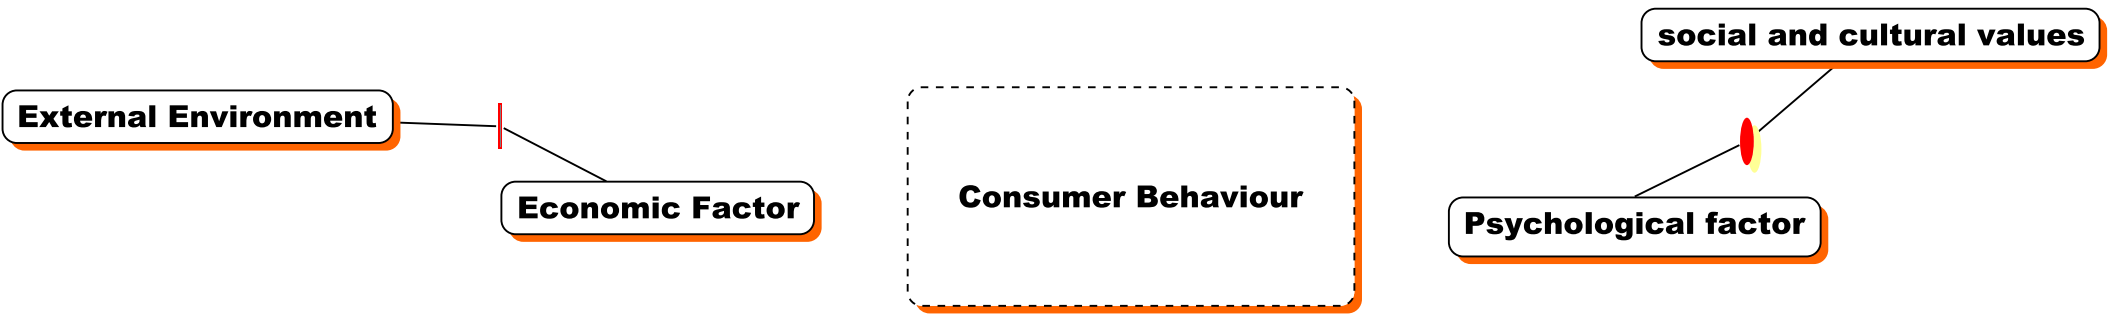 social and cultural values
External Environment
Consumer Behaviour
Economic Factor
Psychological factor